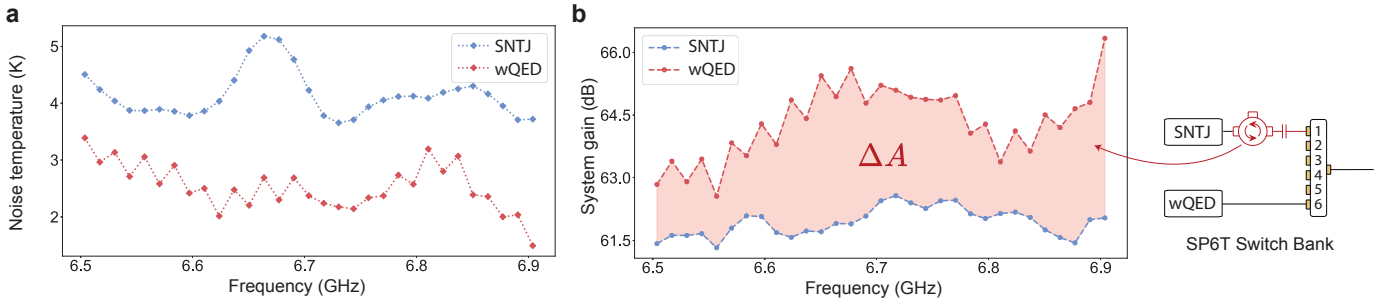 a
Noise temperature (K)
5
4
3
2
SNTJ
wQED
6.5 6.6 6.7 6.8 6.9
Frequency (GHz)
b
System gain (dB)
66.0
64.5
63.0
61.5
SNTJ
wQED
ΔA
6.5 6.6 6.7 6.8 6.9
Frequency (GHz)
SNTJ
wQED
1
2
3
4
5
6
SP6T Switch Bank